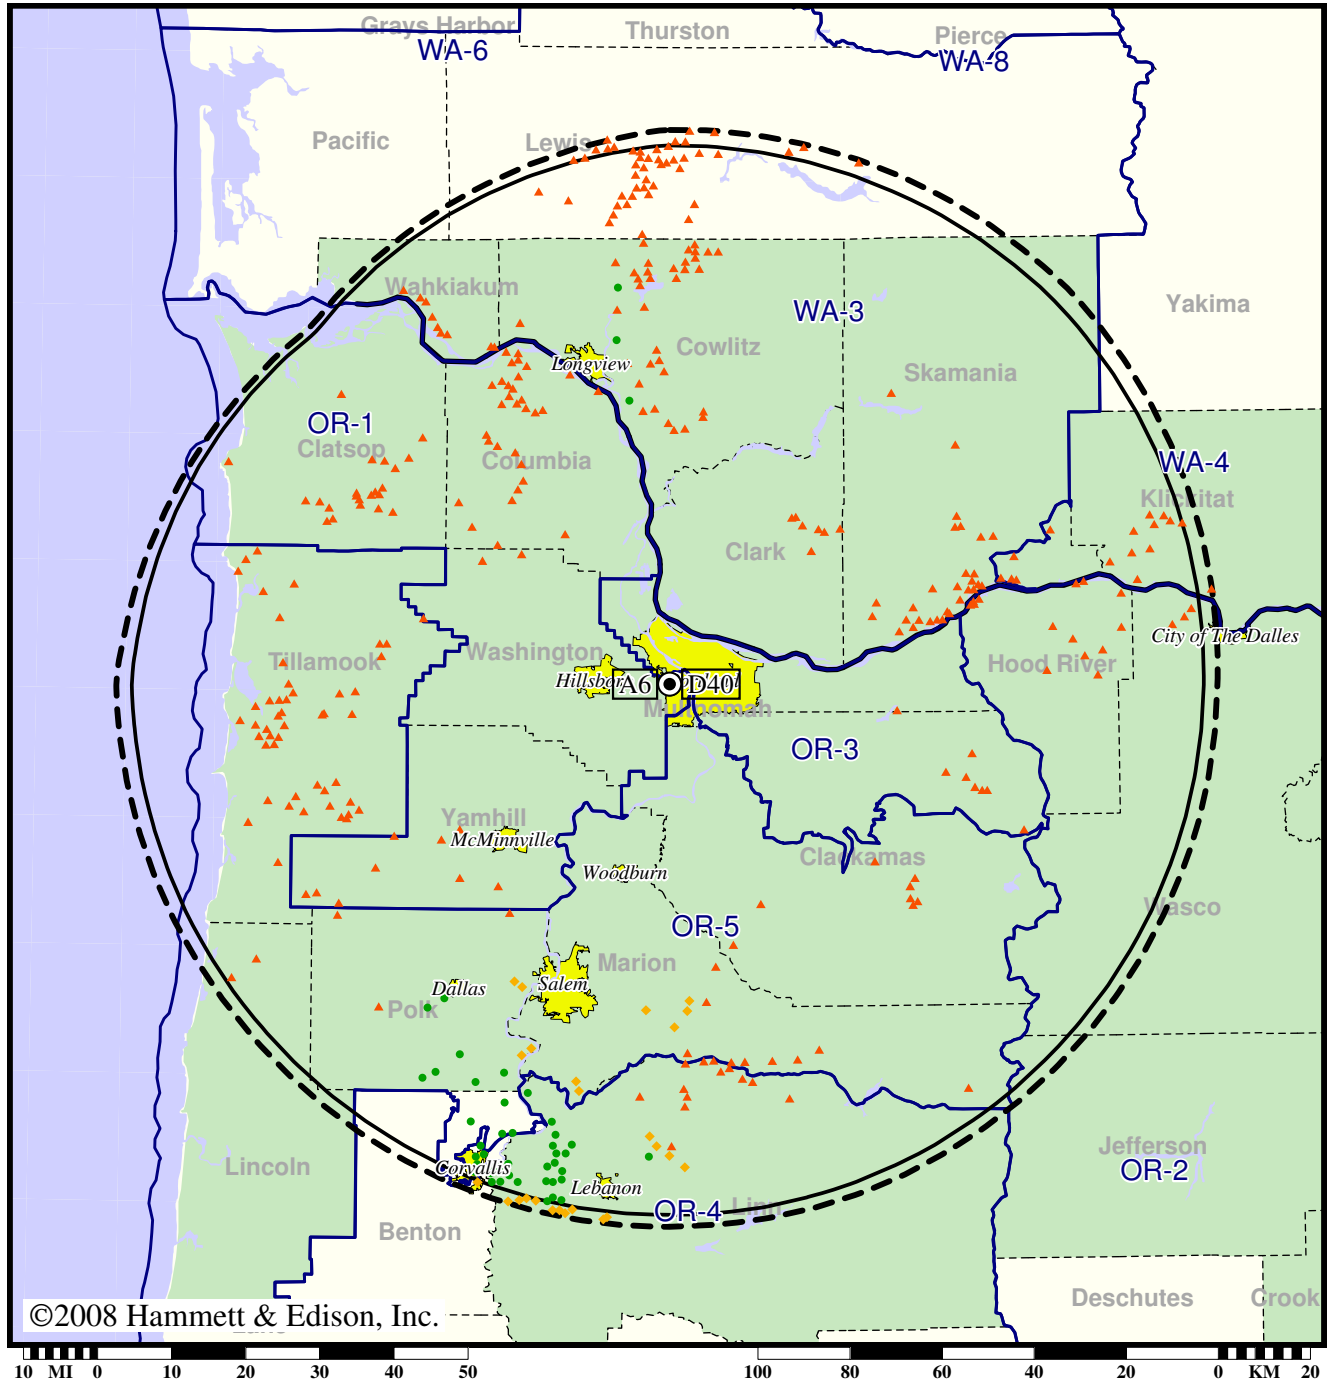 Grays Harbor
Thurston
Pierce
WA-6
WA-8
Pacific
Lewis
Wahkiakum
WA-3
Yakima
Cowlitz
Longview
Skamania
OR-1
Clatsop
Columbia
WA-4
Klickitat
Clark
City of The Dalles
Washington
Tillamook
Hood River
A6
D40
Multnomah
OR-3
Yamhill
McMinnville
Woodburn
Clackamas
Wasco
OR-5
Marion
Dallas
Salem
Polk
Jefferson
OR-2
Lincoln
Corvallis
Lebanon
OR-4
Linn
Benton
Deschutes
Crook
©2008 Hammett & Edison, Inc.
10 MI 0 10 20 30 40 50 100 80 60 40 20 0 KM 20